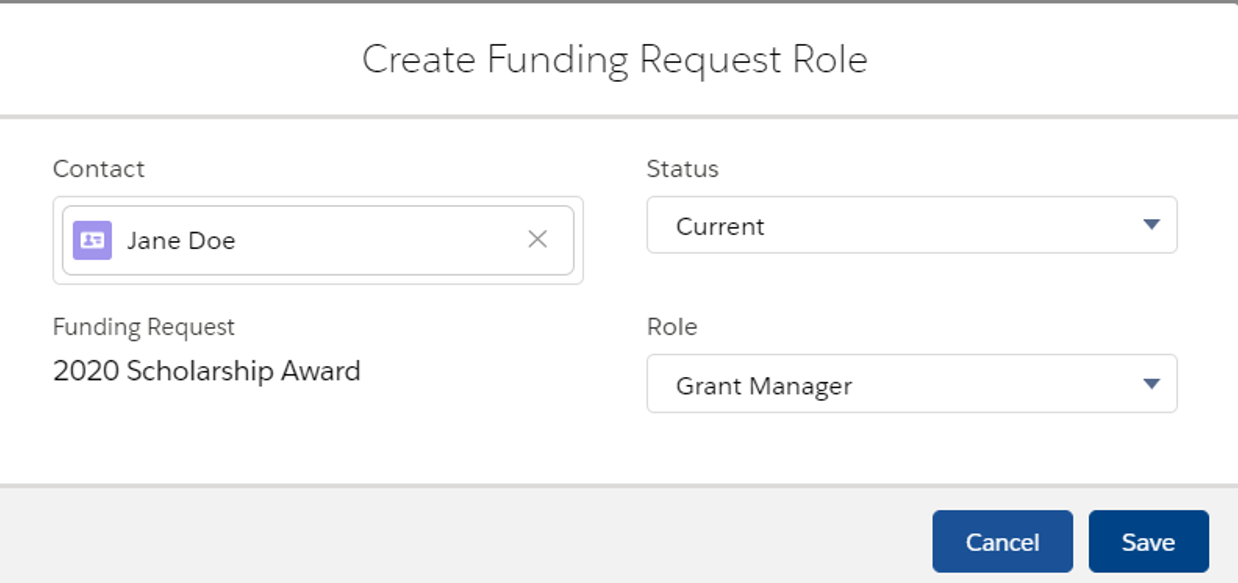 Create Funding Request Role
Contact
Status
Jane Doe
Current
Funding Request
Role
2020 Scholarship Award
Grant Manager
Cancel
Save